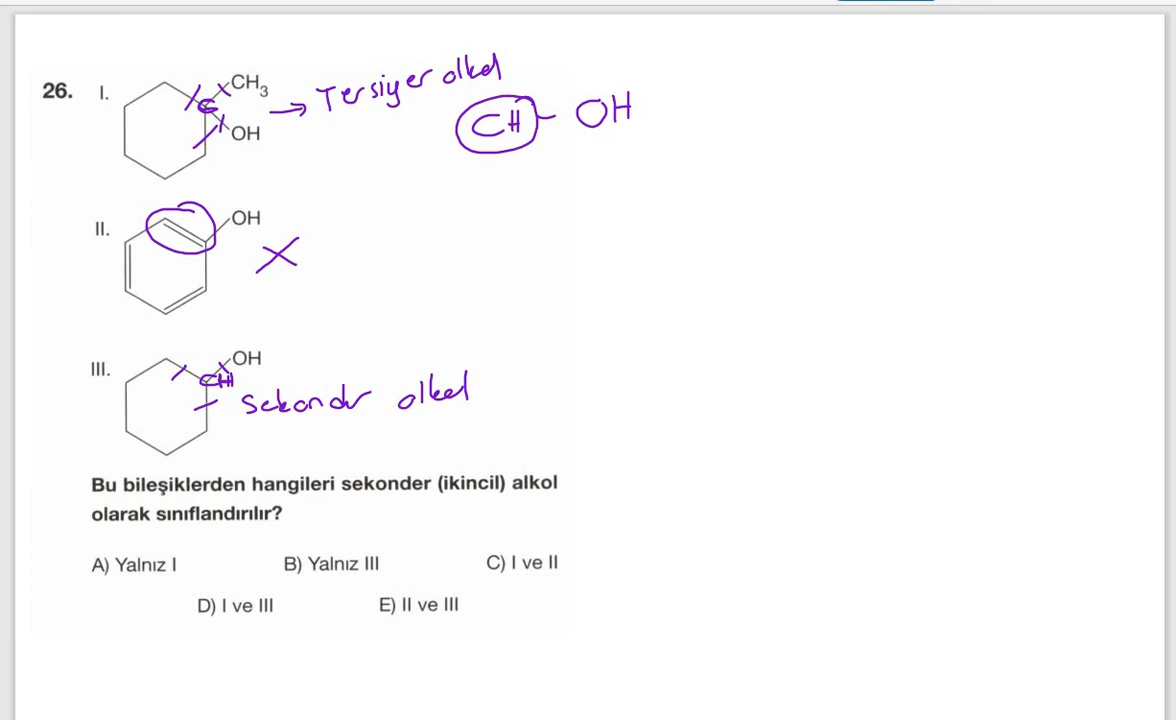 26. I. CH3 → Tersiyer alkol
C OH CH - OH
II. OH
X
III. OH
CH sekonder alkol
Bu bileşiklerden hangileri sekonder (ikincil) alkol
olarak sınıflandırılır?
A) Yalnız I B) Yalnız III C) I ve II
D) I ve III E) II ve III